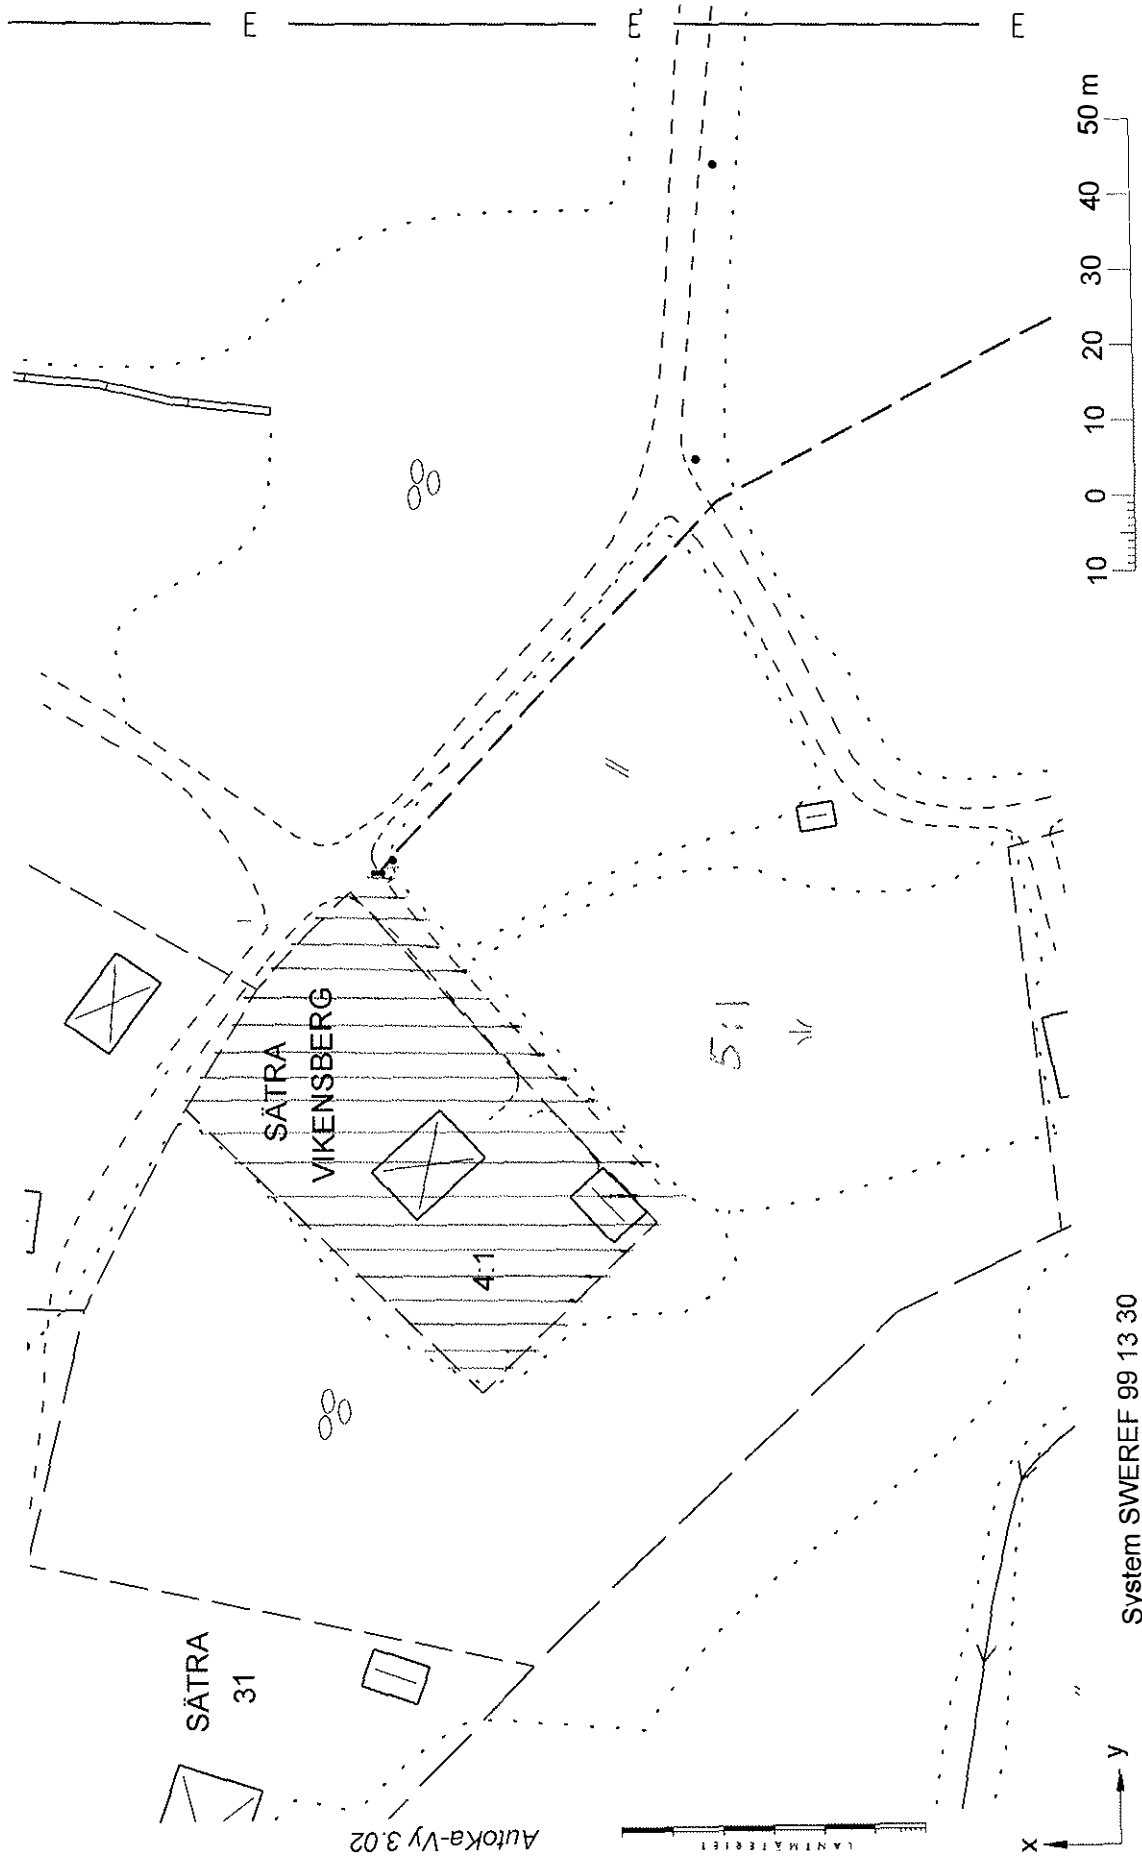 E
E
E
SÄTRA
VIKENSBERG
4:1
5:1
SÄTRA
31
10 0 10 20 30 40 50 m
System SWEREF 99 13 30
x
y
AutoKa-Vy 3.02
LANTMÄTERIET